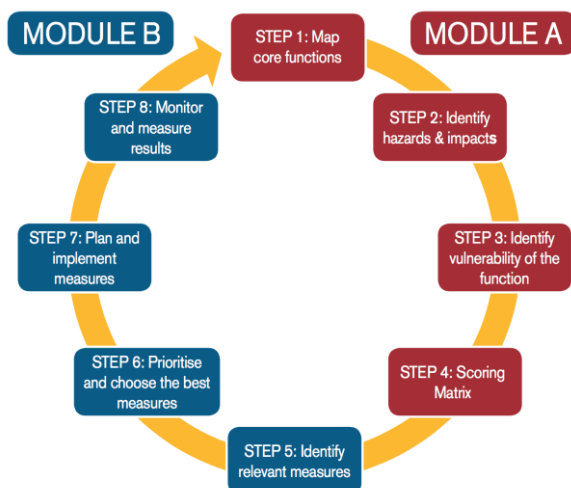 MODULE B
MODULE A
STEP 1: Map
core functions
STEP 2: Identify
hazards & impacts
STEP 3: Identify
vulnerability of the
function
STEP 4: Scoring
Matrix
STEP 5: Identify
relevant measures
STEP 6: Prioritise
and choose the best
measures
STEP 7: Plan and
implement
measures
STEP 8: Monitor
and measure
results